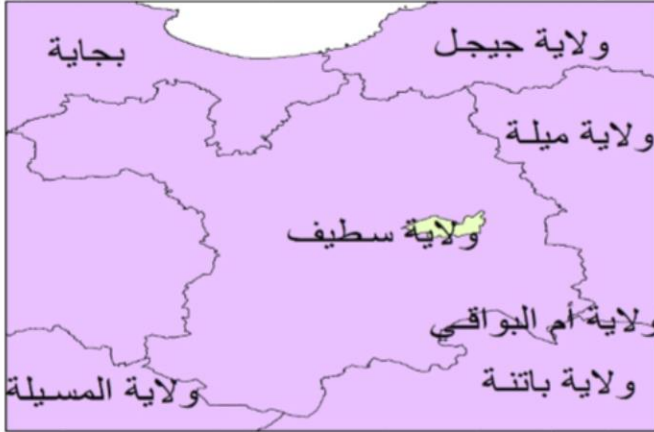 ولاية جيجل
بجاية
ولاية ميلة
ولاية سطيف
ولاية أم البواقي
ولاية باتنة
ولاية المسيلة